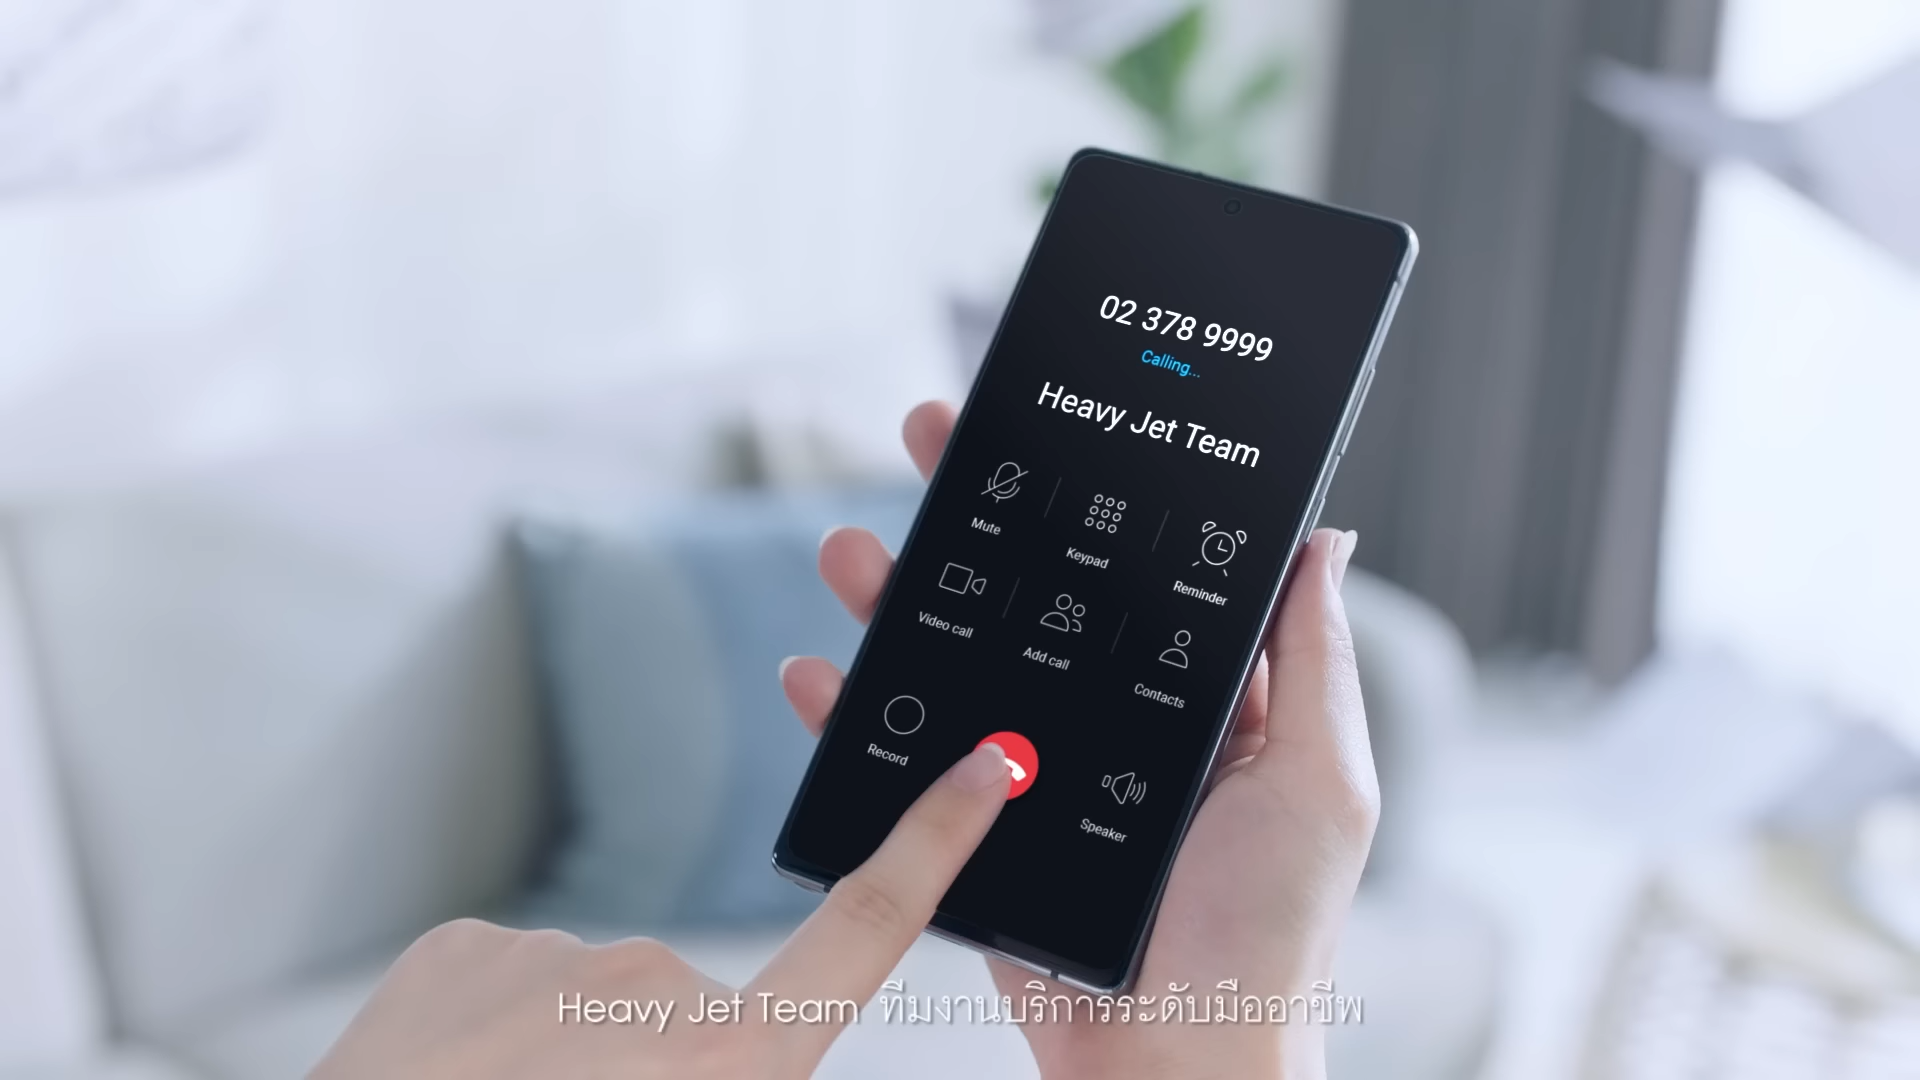 02 378 9999
Calling...
Heavy Jet Team
Mute
Keypad
Reminder
Video call
Add call
Contacts
Record
Speaker
Heavy Jet Team ทีมงานบริการระดับมืออาชีพ